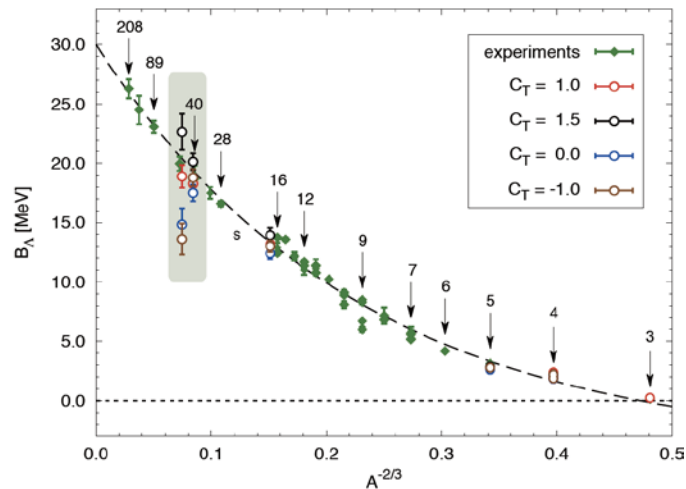 30.0
25.0
20.0
15.0
10.0
5.0
0.0
B_Λ [MeV]
208
89
40
28
s
16
12
9
7
6
5
4
3
experiments
C_T = 1.0
C_T = 1.5
C_T = 0.0
C_T = -1.0
0.0 0.1 0.2 0.3 0.4 0.5
A^-2/3